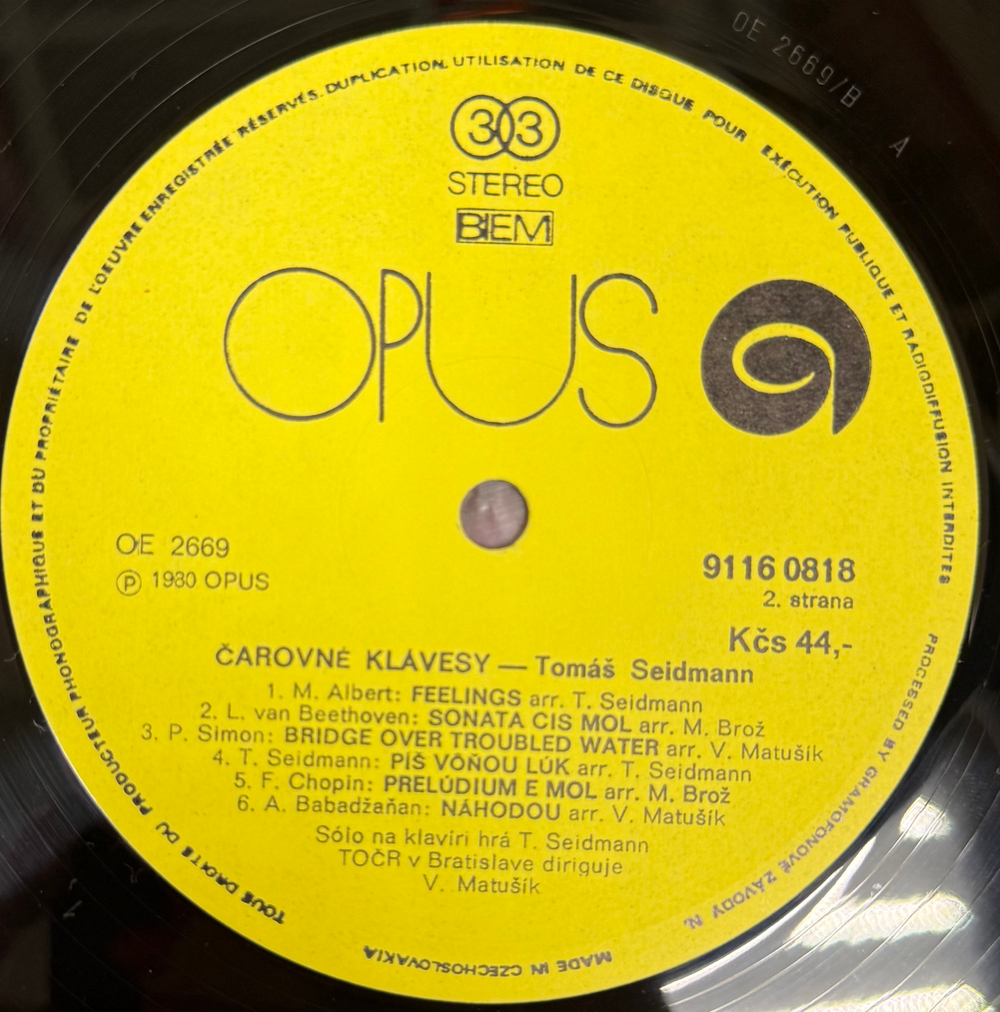 TOUS DROITS DU PRODUCTEUR PHONOGRAPHIQUE ET DU PROPRIÉTAIRE DE L'OEUVRE ENREGISTRÉE RÉSERVÉS. DUPLICATION, UTILISATION DE CE DISQUE POUR EXÉCUTION PUBLIQUE ET RADIODIFFUSION INTERDITES
OE 2669/B
A
33
STEREO
BIEM
OPUS
OE 2669
℗ 1980 OPUS
9116 0818
2. strana
Kčs 44,-
ČAROVNÉ KLÁVESY — Tomáš Seidmann
1. M. Albert: FEELINGS arr. T. Seidmann
2. L. van Beethoven: SONATA CIS MOL arr. M. Brož
3. P. Simon: BRIDGE OVER TROUBLED WATER arr. V. Matušík
4. T. Seidmann: PÍŠ VÔŇOU LÚK arr. T. Seidmann
5. F. Chopin: PRELÚDIUM E MOL arr. M. Brož
6. A. Babadžaňan: NÁHODOU arr. V. Matušík
Sólo na klavíri hrá T. Seidmann
TOČR v Bratislave diriguje
V. Matušík
PROCESSED BY GRAMOFONOVÉ ZÁVODY N.
MADE IN CZECHOSLOVAKIA
1